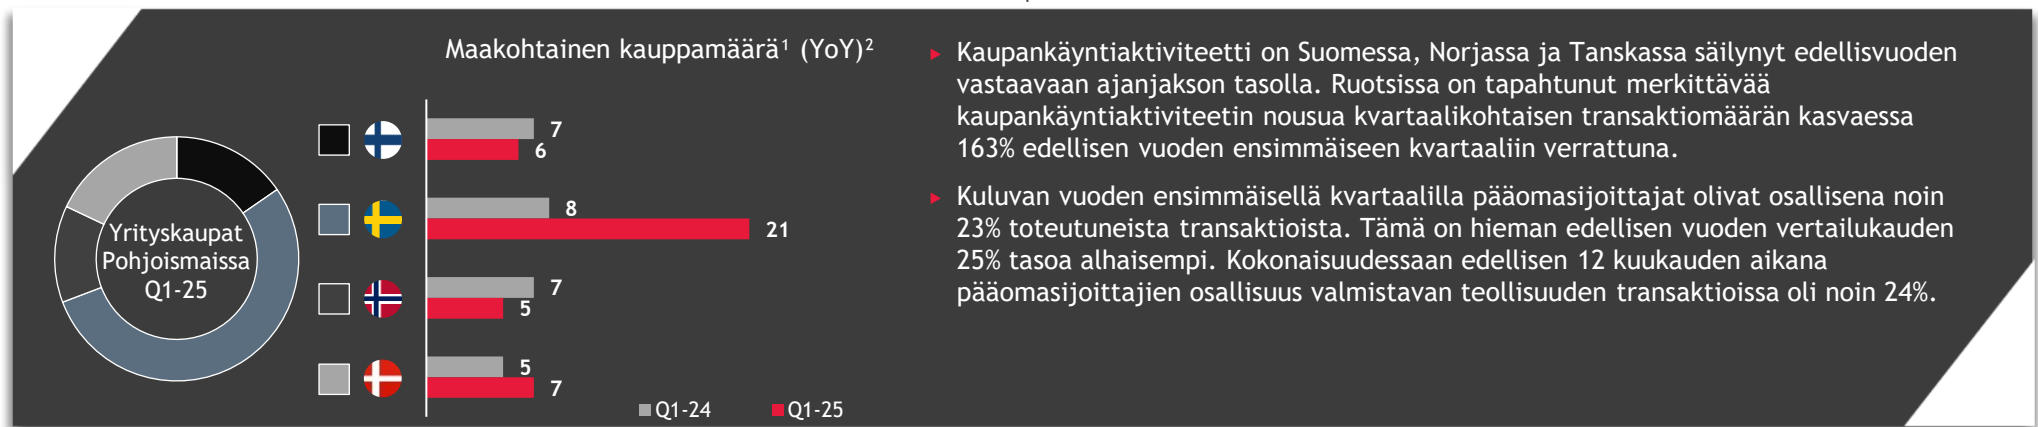 Maakohtainen kauppamäärä¹ (YoY)²
7
6
8
21
7
5
5
7
Q1-24
Q1-25
Yrityskaupat
Pohjoismaissa
Q1-25
Kaupankäyntiaktiviteetti on Suomessa, Norjassa ja Tanskassa säilynyt edellisvuoden
vastaavaan ajanjakson tasolla. Ruotsissa on tapahtunut merkittävää
kaupankäyntiaktiviteetin nousua kvartaalikohtaisen transaktiomäärän kasvaessa
163% edellisen vuoden ensimmäiseen kvartaaliin verrattuna.
Kuluvan vuoden ensimmäisellä kvartaalilla pääomasijoittajat olivat osallisena noin
23% toteutuneista transaktioista. Tämä on hieman edellisen vuoden vertailukauden
25% tasoa alhaisempi. Kokonaisuudessaan edellisen 12 kuukauden aikana
pääomasijoittajien osallisuus valmistavan teollisuuden transaktioissa oli noin 24%.